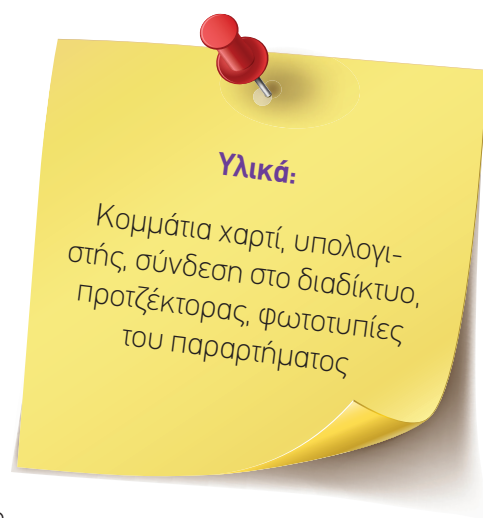 Υλικά:
Κομμάτια χαρτί, υπολογι-
στής, σύνδεση στο διαδίκτυο,
προτζέκτορας, φωτοτυπίες
του παραρτήματος